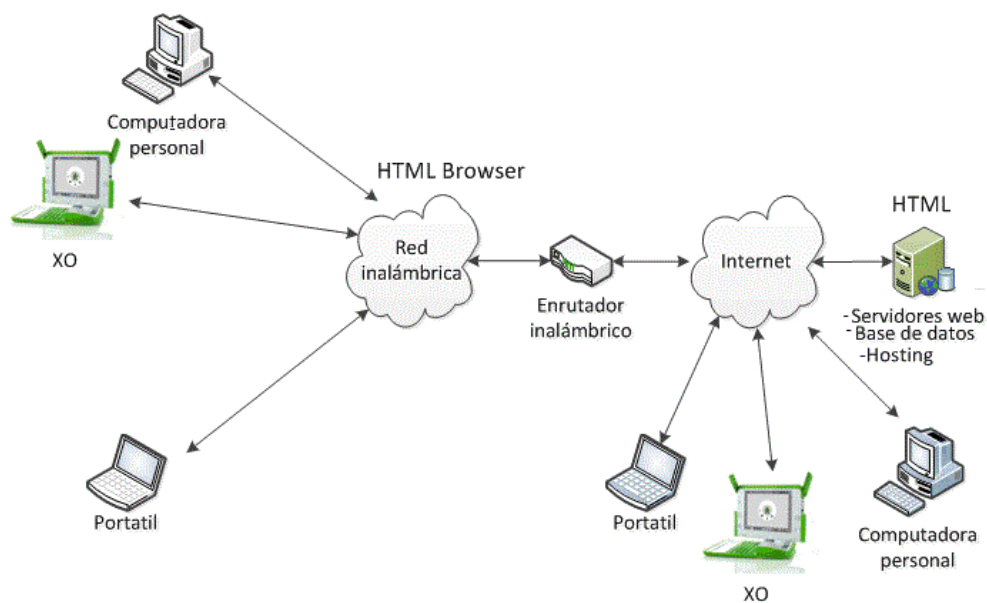 Computadora
personal
XO
HTML Browser
Red
inalámbrica
Portatil
Enrutador
inalámbrico
Internet
HTML
-Servidores web
-Base de datos
-Hosting
Portatil
XO
Computadora
personal